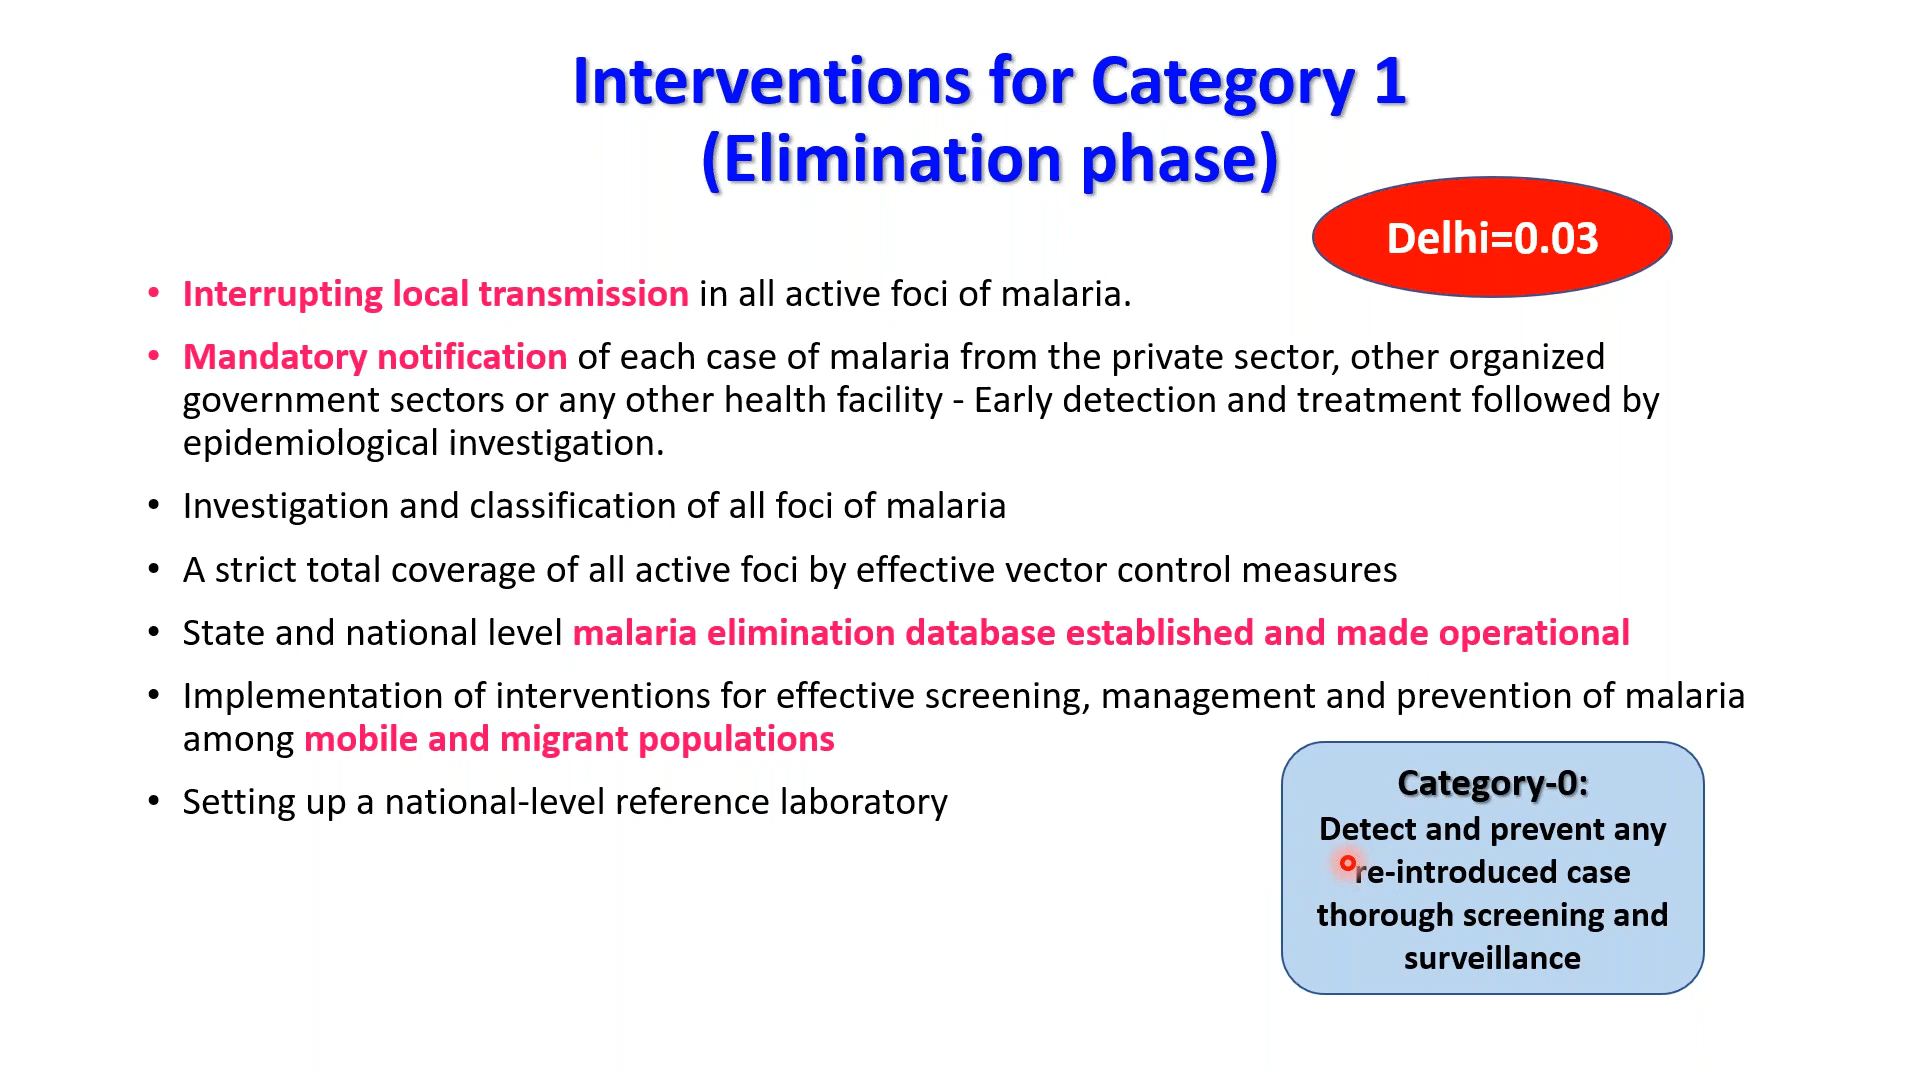 Interventions for Category 1
(Elimination phase)
Delhi=0.03
• Interrupting local transmission in all active foci of malaria.
• Mandatory notification of each case of malaria from the private sector, other organized
government sectors or any other health facility - Early detection and treatment followed by
epidemiological investigation.
• Investigation and classification of all foci of malaria
• A strict total coverage of all active foci by effective vector control measures
• State and national level malaria elimination database established and made operational
• Implementation of interventions for effective screening, management and prevention of malaria
among mobile and migrant populations
• Setting up a national-level reference laboratory
Category-0:
Detect and prevent any
re-introduced case
thorough screening and
surveillance